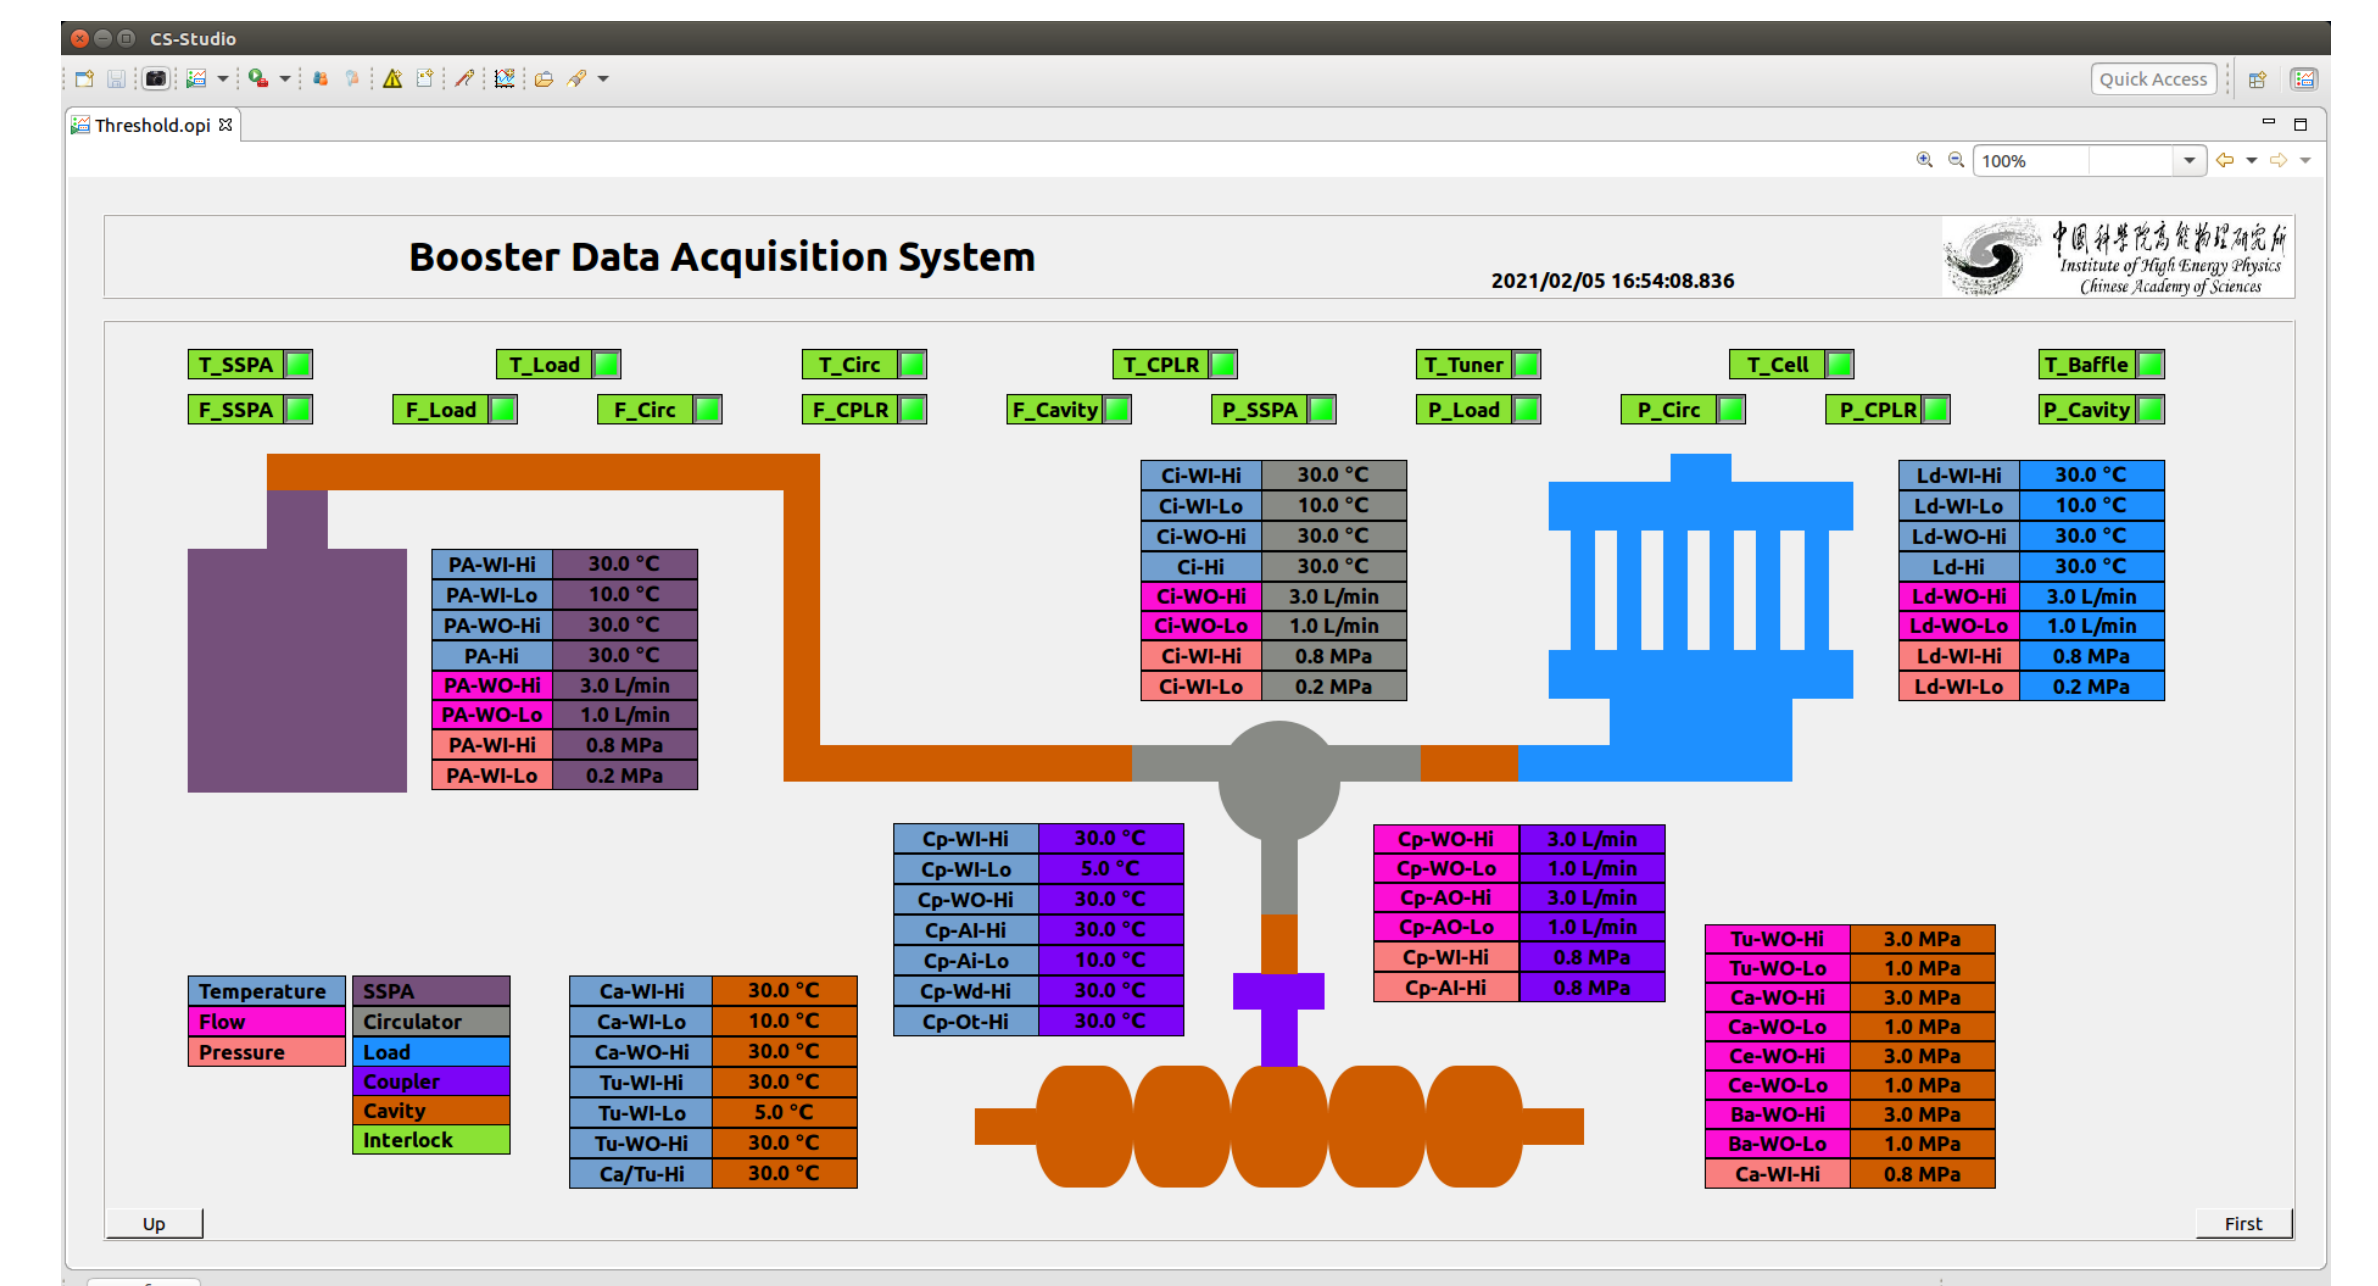 CS-Studio
Quick Access
Threshold.opi
100%
Booster Data Acquisition System
2021/02/05 16:54:08.836
中國科學院高能物理研究所
Institute of High Energy Physics
Chinese Academy of Sciences
T_SSPA T_Load T_Circ T_CPLR T_Tuner T_Cell T_Baffle
F_SSPA F_Load F_Circ F_CPLR F_Cavity P_SSPA P_Load P_Circ P_CPLR P_Cavity
PA-WI-Hi 30.0 °C
PA-WI-Lo 10.0 °C
PA-WO-Hi 30.0 °C
PA-Hi 30.0 °C
PA-WO-Hi 3.0 L/min
PA-WO-Lo 1.0 L/min
PA-WI-Hi 0.8 MPa
PA-WI-Lo 0.2 MPa
Ci-WI-Hi 30.0 °C
Ci-WI-Lo 10.0 °C
Ci-WO-Hi 30.0 °C
Ci-Hi 30.0 °C
Ci-WO-Hi 3.0 L/min
Ci-WO-Lo 1.0 L/min
Ci-WI-Hi 0.8 MPa
Ci-WI-Lo 0.2 MPa
Ld-WI-Hi 30.0 °C
Ld-WI-Lo 10.0 °C
Ld-WO-Hi 30.0 °C
Ld-Hi 30.0 °C
Ld-WO-Hi 3.0 L/min
Ld-WO-Lo 1.0 L/min
Ld-WI-Hi 0.8 MPa
Ld-WI-Lo 0.2 MPa
Cp-WI-Hi 30.0 °C
Cp-WI-Lo 5.0 °C
Cp-WO-Hi 30.0 °C
Cp-AI-Hi 30.0 °C
Cp-Ai-Lo 10.0 °C
Cp-Wd-Hi 30.0 °C
Cp-Ot-Hi 30.0 °C
Cp-WO-Hi 3.0 L/min
Cp-WO-Lo 1.0 L/min
Cp-AO-Hi 3.0 L/min
Cp-AO-Lo 1.0 L/min
Cp-WI-Hi 0.8 MPa
Cp-AI-Hi 0.8 MPa
Temperature SSPA
Flow Circulator
Pressure Load
Coupler
Cavity
Interlock
Ca-WI-Hi 30.0 °C
Ca-WI-Lo 10.0 °C
Ca-WO-Hi 30.0 °C
Tu-WI-Hi 30.0 °C
Tu-WI-Lo 5.0 °C
Tu-WO-Hi 30.0 °C
Ca/Tu-Hi 30.0 °C
Tu-WO-Hi 3.0 MPa
Tu-WO-Lo 1.0 MPa
Ca-WO-Hi 3.0 MPa
Ca-WO-Lo 1.0 MPa
Ce-WO-Hi 3.0 MPa
Ce-WO-Lo 1.0 MPa
Ba-WO-Hi 3.0 MPa
Ba-WO-Lo 1.0 MPa
Ca-WI-Hi 0.8 MPa
Up
First